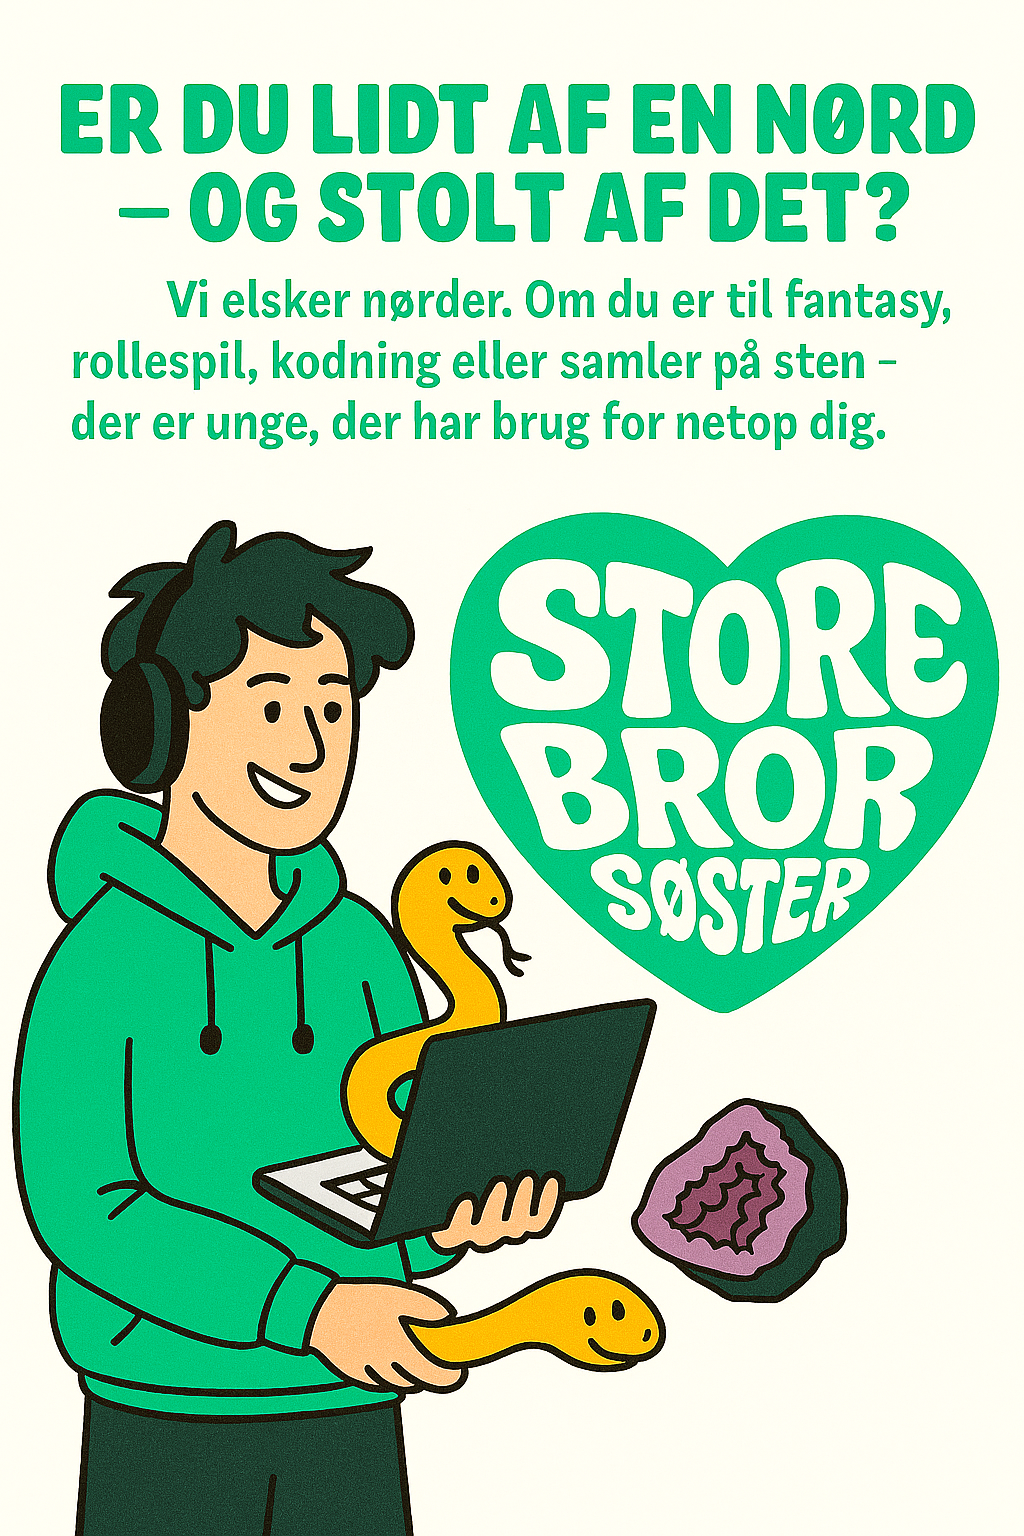 ER DU LIDT AF EN NØRD
– OG STOLT AF DET?
Vi elsker nørder. Om du er til fantasy,
rollespil, kodning eller samler på sten –
der er unge, der har brug for netop dig.
STORE
BROR
SØSTER